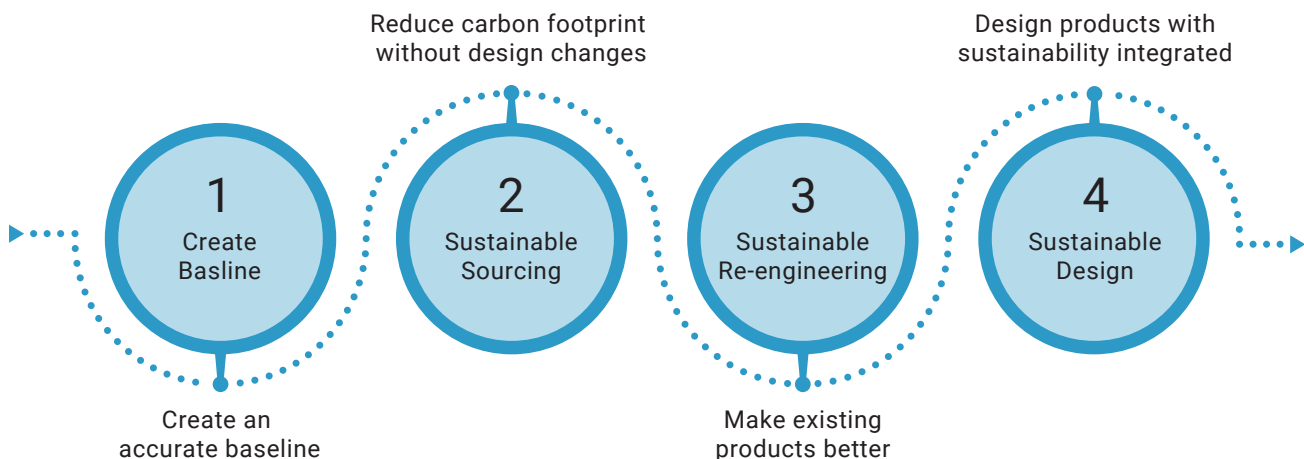 Reduce carbon footprint
without design changes
Design products with
sustainability integrated
1
Create
Basline
2
Sustainable
Sourcing
3
Sustainable
Re-engineering
4
Sustainable
Design
Create an
accurate baseline
Make existing
products better